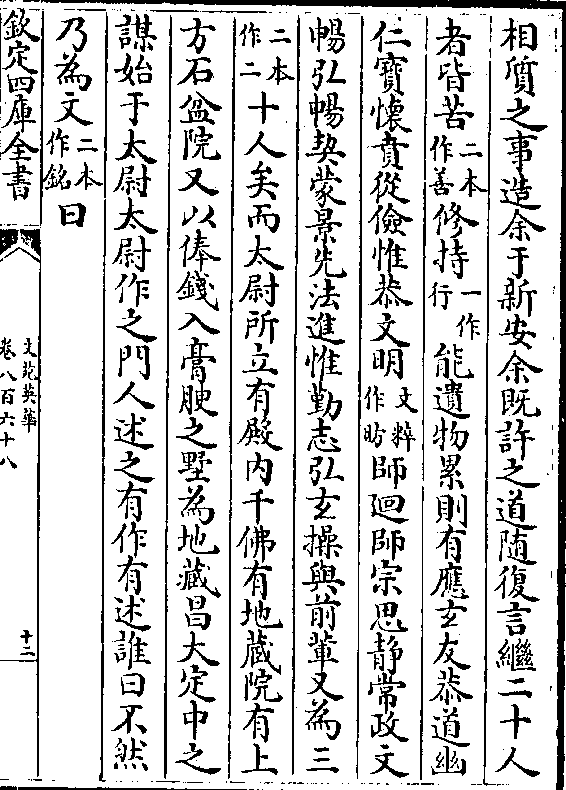 相質之事造余于新安余既許之道随復言繼二十人
者皆苦二本作善修持一作行能遺物累則有應玄友恭道幽
仁寶懷賁從儉惟恭文明文粹作昉師廻師宗思静常政文
暢弘暢契蒙景先法進惟勤志弘玄操與前輩又為三
二本作二十人矣而太尉所立有殿内千佛有地蔵院有上
方石盆院又以俸錢入膏腴之墅為地蔵昌大定中之
謀始于太尉太尉作之門人述之有作有述誰曰不然
乃為文二本作銘曰
欽定四庫全書
文苑英華
卷八百六十八
十二